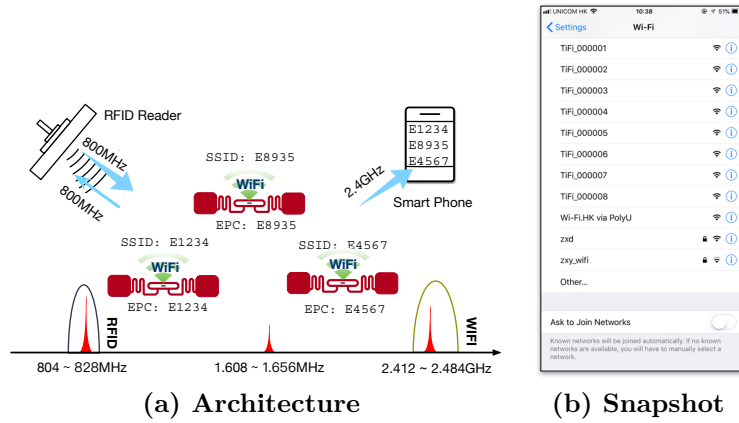 RFID Reader
800MHz
800MHz
SSID: E8935
WiFi
EPC: E8935
SSID: E1234
WiFi
EPC: E1234
SSID: E4567
WiFi
EPC: E4567
2.4GHz
E1234
E8935
E4567
Smart Phone
RFID
WIFI
804 ~ 828MHz
1.608 ~ 1.656MHz
2.412 ~ 2.484GHz
(a) Architecture
UNICOM HK
10:38
51%
Settings
Wi-Fi
TiFi_000001
TiFi_000002
TiFi_000003
TiFi_000004
TiFi_000005
TiFi_000006
TiFi_000007
TiFi_000008
Wi-Fi.HK via PolyU
zxd
zxy_wifi
Other...
Ask to Join Networks
Known networks will be joined automatically. If no known
networks are available, you will have to manually select a
network.
(b) Snapshot